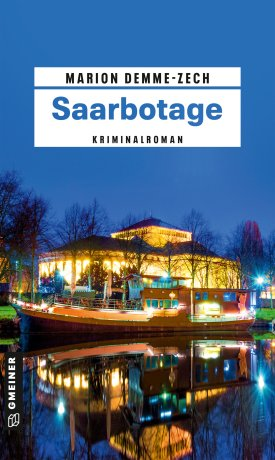 MARION DEMME-ZECH
Saarbotage
KRIMINALROMAN
GMEINER